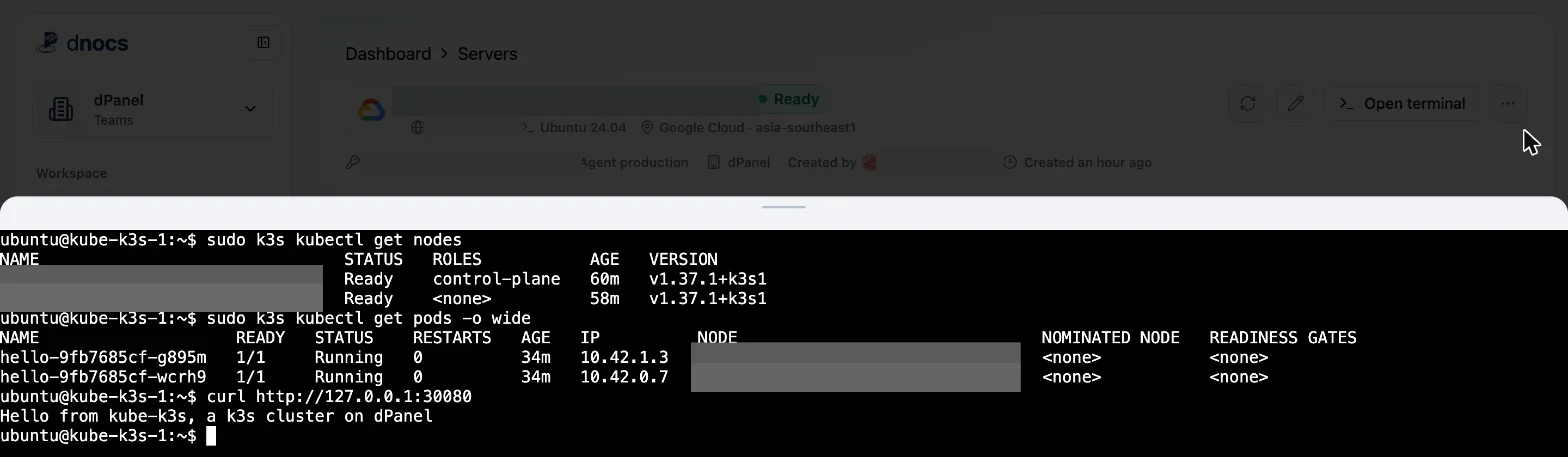 dnocs
Dashboard > Servers
dPanel
Teams
Ready
>_ Open terminal
...
>_ Ubuntu 24.04 Google Cloud · asia-southeast1
Agent production dPanel Created by Created an hour ago
Workspace
ubuntu@kube-k3s-1:~$ sudo k3s kubectl get nodes
NAME STATUS ROLES AGE VERSION
Ready control-plane 60m v1.37.1+k3s1
Ready <none> 58m v1.37.1+k3s1
ubuntu@kube-k3s-1:~$ sudo k3s kubectl get pods -o wide
NAME READY STATUS RESTARTS AGE IP NODE NOMINATED NODE READINESS GATES
hello-9fb7685cf-g895m 1/1 Running 0 34m 10.42.1.3 <none> <none>
hello-9fb7685cf-wcrh9 1/1 Running 0 34m 10.42.0.7 <none> <none>
ubuntu@kube-k3s-1:~$ curl http://127.0.0.1:30080
Hello from kube-k3s, a k3s cluster on dPanel
ubuntu@kube-k3s-1:~$